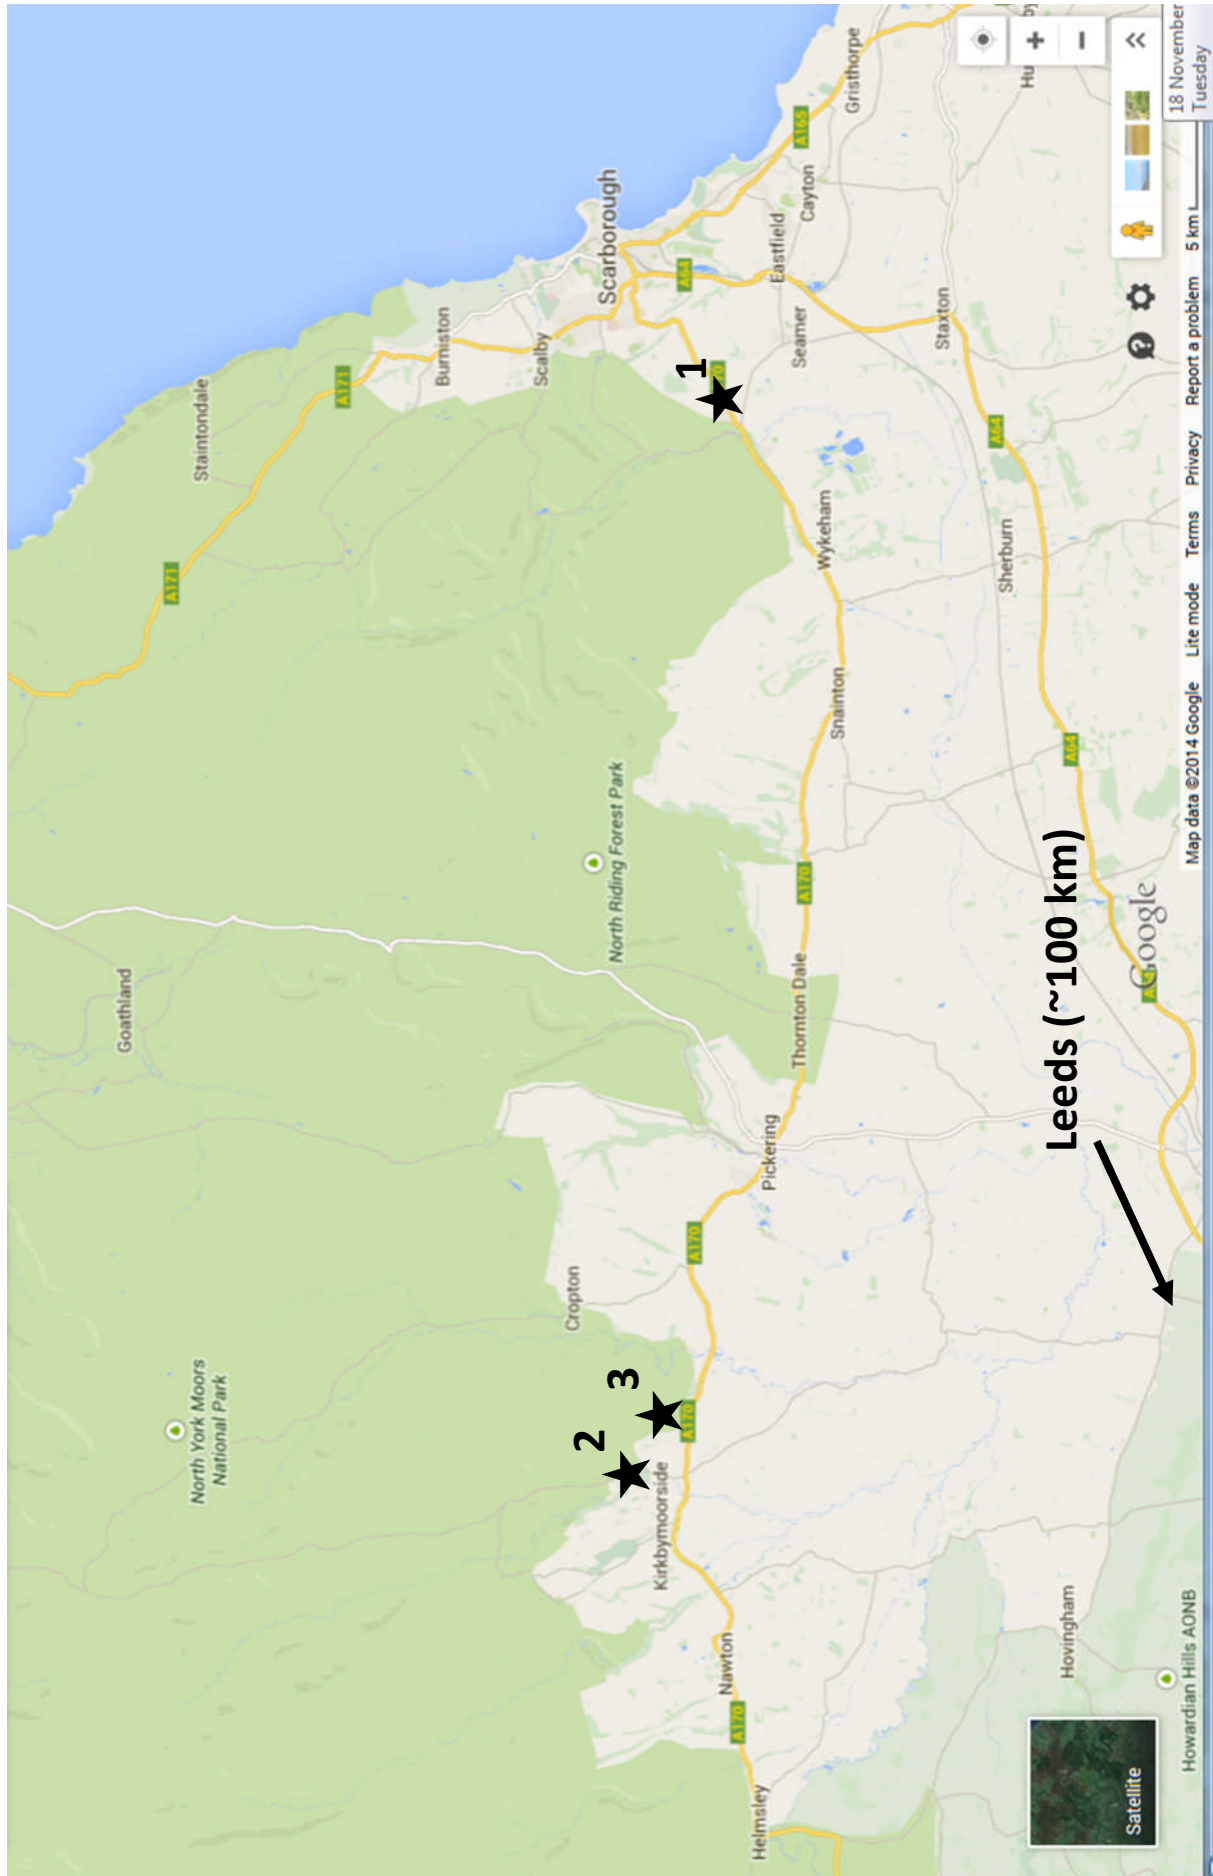 Goathland
A171
North York Moors
National Park
Staintondale
A171
Burniston
Scalby
Cropton
2
Scarborough
North Riding Forest Park
3
Kirkbymoorside
A64
A170
1
A170
70
Nawton
A170
Helmsley
Pickering
Eastfield
Thornton Dale
Seamer
A165
A170
Cayton
Wykeham
Snainton
Gristhorpe
Staxton
A64
Sherburn
Leeds (~100 km)
Hovingham
A64
Satellite
Google
18 November
Tuesday
Howardian Hills AONB
Map data ©2014 Google Lite mode Terms Privacy Report a problem 5 km